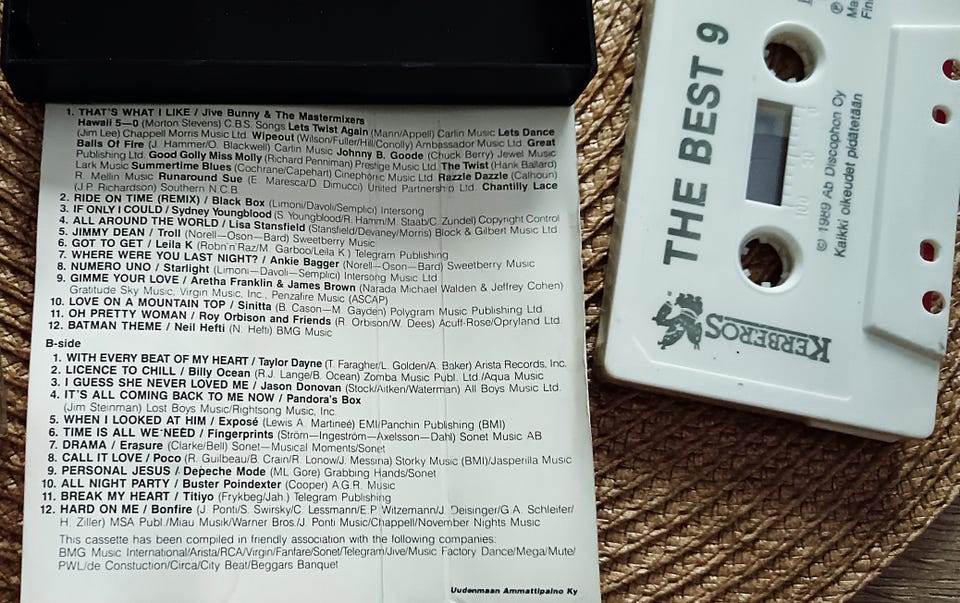 1. THAT'S WHAT I LIKE / Jive Bunny & The Mastermixers
Hawaii 5—0 (Morton Stevens) C.B.S. Songs Lets Twist Again (Mann/Appell) Carlin Music Lets Dance
(Jim Lee) Chappell Morris Music Ltd. Wipeout (Wilson/Fuller/Hill/Conolly) Ambassador Music Ltd. Great
Balls Of Fire (J. Hammer/O. Blackwell) Carlin Music Johnny B. Goode (Chuck Berry) Jewel Music
Publishing Ltd. Good Golly Miss Molly (Richard Penniman) Prestige Music Ltd The Twist (Hank Ballard)
Lark Music Summertime Blues (Cochrane/Capehart) Cinephonic Music Ltd Razzle Dazzle (Calhoun)
R. Mellin Music Runaround Sue (E. Maresca/D. Dimucci) United Partnership Ltd. Chantilly Lace
(J.P. Richardson) Southern N.C.B.
2. RIDE ON TIME (REMIX) / Black Box (Limoni/Davoli/Semplici) Intersong
3. IF ONLY I COULD / Sydney Youngblood (S. Youngblood/R. Hamm/M. Staab/C. Zundel) Copyright Control
4. ALL AROUND THE WORLD / Lisa Stansfield (Stansfield/Devaney/Morris) Block & Gilbert Music Ltd.
5. JIMMY DEAN / Troll (Norell—Oson—Bard) Sweetberry Music
6. GOT TO GET / Leila K (Robn'n'Raz/M. Garboo/Leila K.) Telegram Publishing
7. WHERE WERE YOU LAST NIGHT? / Ankie Bagger (Norell—Oson—Bard) Sweetberry Music
8. NUMERO UNO / Starlight (Limoni—Davoli—Semplici) Intersong Music Ltd
9. GIMME YOUR LOVE / Aretha Franklin & James Brown (Narada Michael Walden & Jeffrey Cohen)
Gratitude Sky Music, Virgin Music, Inc., Penzafire Music (ASCAP)
10. LOVE ON A MOUNTAIN TOP / Sinitta (B. Cason—M. Gayden) Polygram Music Publishing Ltd
11. OH PRETTY WOMAN / Roy Orbison and Friends (R. Orbison/W. Dees) Acuff-Rose/Opryland Ltd.
12. BATMAN THEME / Neil Hefti (N. Hefti) BMG Music
B-side
1. WITH EVERY BEAT OF MY HEART / Taylor Dayne (T. Faragher/L. Golden/A. Baker) Arista Records, Inc.
2. LICENCE TO CHILL / Billy Ocean (R.J. Lange/B. Ocean) Zomba Music Publ. Ltd /Aqua Music
3. I GUESS SHE NEVER LOVED ME / Jason Donovan (Stock/Aitken/Waterman) All Boys Music Ltd.
4. IT'S ALL COMING BACK TO ME NOW / Pandora's Box
(Jim Steinman) Lost Boys Music/Rightsong Music, Inc.
5. WHEN I LOOKED AT HIM / Exposé (Lewis A. Martineé) EMI/Panchin Publishing (BMI)
6. TIME IS ALL WE NEED / Fingerprints (Ström—Ingeström—Axelsson—Dahl) Sonet Music AB
7. DRAMA / Erasure (Clarke/Bell) Sonet—Musical Moments/Sonet
8. CALL IT LOVE / Poco (R. Guilbeau/B. Crain/R. Lonow/J. Messina) Storky Music (BMI)/Jasperilla Music
9. PERSONAL JESUS / Depeche Mode (ML Gore) Grabbing Hands/Sonet
10. ALL NIGHT PARTY / Buster Poindexter (Cooper) A.G.R. Music
11. BREAK MY HEART / Titiyo (Frykbeg/Jah.) Telegram Publishing
12. HARD ON ME / Bonfire (J. Ponti/S. Swirsky/C. Lessmann/E.P Witzemann/J. Deisinger/G.A. Schleifer/
H. Ziller) MSA Publ./Miau Musik/Warner Bros./J. Ponti Music/Chappell/November Nights Music
This cassette has been compiled in friendly association with the following companies:
BMG Music International/Arista/RCA/Virgin/Fanfare/Sonet/Telegram/Jive/Music Factory Dance/Mega/Mute/
PWL/de Constuction/Circa/City Beat/Beggars Banquet
Uudenmaan Ammattipaino Ky
KERBEROS
THE BEST 9
100 50
© 1989 Ab Discophon Oy
Kaikki oikeudet pidätetään